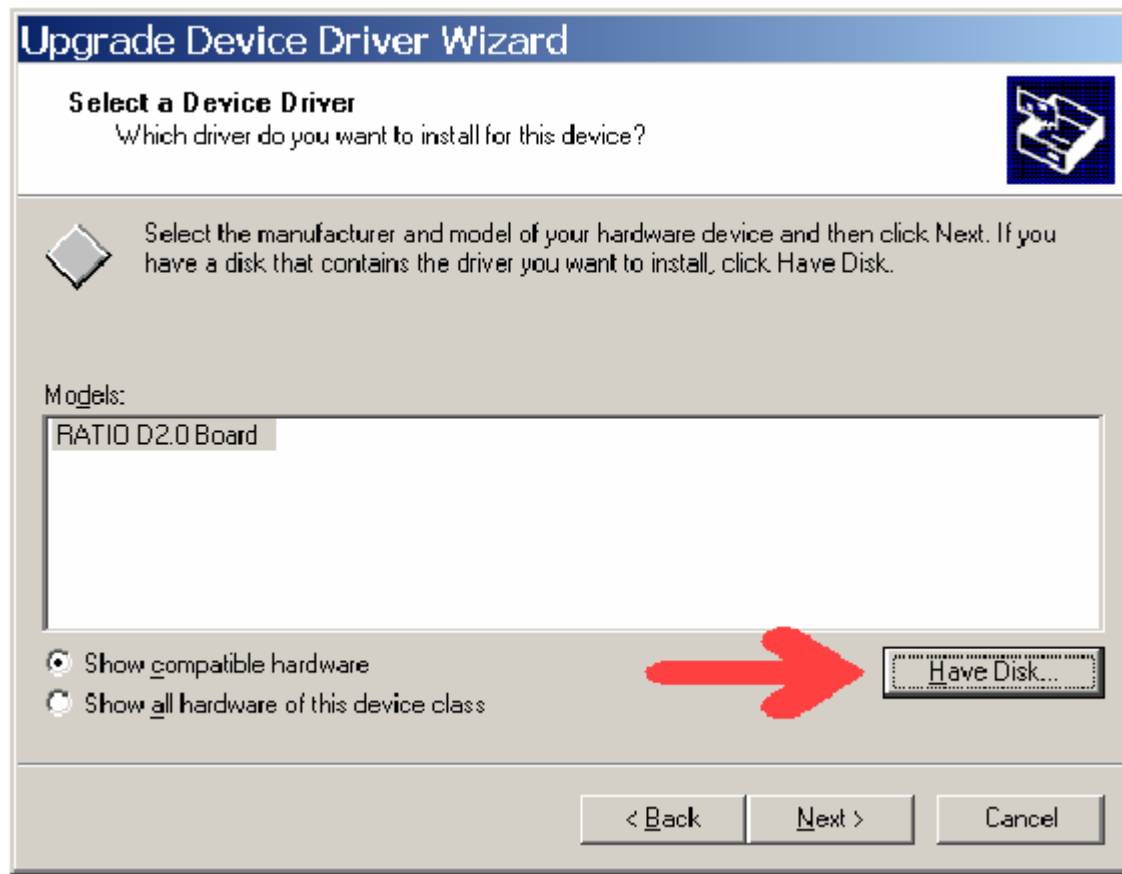 Upgrade Device Driver Wizard
Select a Device Driver
Which driver do you want to install for this device?
Select the manufacturer and model of your hardware device and then click Next. If you
have a disk that contains the driver you want to install, click Have Disk.
Models:
RATIO D2.0 Board
Show compatible hardware
Show all hardware of this device class
Have Disk...
< Back
Next >
Cancel